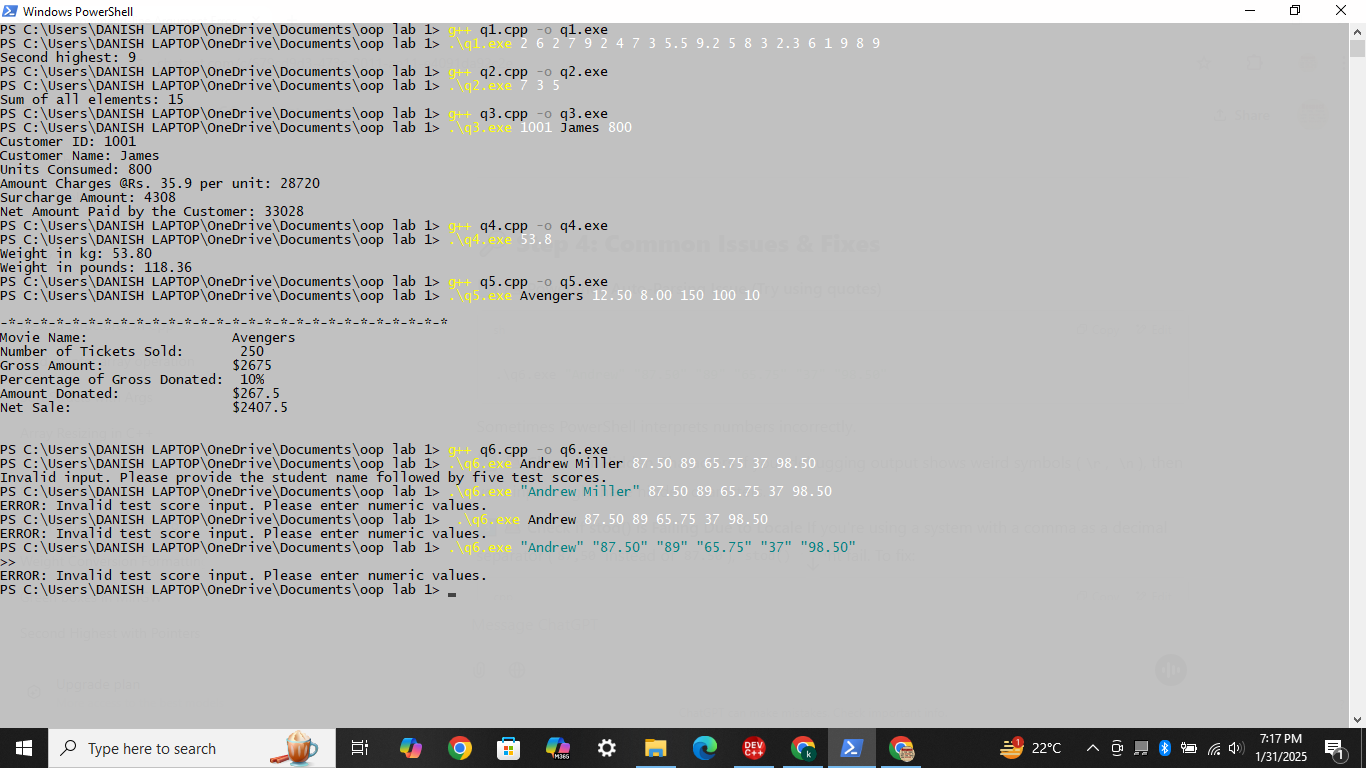 Windows PowerShell
PS C:\Users\DANISH LAPTOP\OneDrive\Documents\oop lab 1> g++ q1.cpp -o q1.exe
PS C:\Users\DANISH LAPTOP\OneDrive\Documents\oop lab 1> .\q1.exe 2 6 2 7 9 2 4 7 3 5.5 9.2 5 8 3 2.3 6 1 9 8 9
Second highest: 9
PS C:\Users\DANISH LAPTOP\OneDrive\Documents\oop lab 1> g++ q2.cpp -o q2.exe
PS C:\Users\DANISH LAPTOP\OneDrive\Documents\oop lab 1> .\q2.exe 7 3 5
Sum of all elements: 15
PS C:\Users\DANISH LAPTOP\OneDrive\Documents\oop lab 1> g++ q3.cpp -o q3.exe
PS C:\Users\DANISH LAPTOP\OneDrive\Documents\oop lab 1> .\q3.exe 1001 James 800
Customer ID: 1001
Customer Name: James
Units Consumed: 800
Amount Charges @Rs. 35.9 per unit: 28720
Surcharge Amount: 4308
Net Amount Paid by the Customer: 33028
PS C:\Users\DANISH LAPTOP\OneDrive\Documents\oop lab 1> g++ q4.cpp -o q4.exe
PS C:\Users\DANISH LAPTOP\OneDrive\Documents\oop lab 1> .\q4.exe 53.8
4: Common Issues & Fixes
Weight in kg: 53.80
Weight in pounds: 118.36
PS C:\Users\DANISH LAPTOP\OneDrive\Documents\oop lab 1> g++ q5.cpp -o q5.exe
PS C:\Users\DANISH LAPTOP\OneDrive\Documents\oop lab 1> .\q5.exe Avengers 12.50 8.00 150 100 10
-*-*-*-*-*-*-*-*-*-*-*-*-*-*-*-*-*-*-*-*-*-*-*-*-*-*-*-*
Movie Name: Avengers
Number of Tickets Sold: 250
Gross Amount: $2675
Percentage of Gross Donated: 10%
Amount Donated: $267.5
Net Sale: $2407.5
PS C:\Users\DANISH LAPTOP\OneDrive\Documents\oop lab 1> g++ q6.cpp -o q6.exe
PS C:\Users\DANISH LAPTOP\OneDrive\Documents\oop lab 1> .\q6.exe Andrew Miller 87.50 89 65.75 37 98.50
Invalid input. Please provide the student name followed by five test scores.
PS C:\Users\DANISH LAPTOP\OneDrive\Documents\oop lab 1> .\q6.exe "Andrew Miller" 87.50 89 65.75 37 98.50
ERROR: Invalid test score input. Please enter numeric values.
PS C:\Users\DANISH LAPTOP\OneDrive\Documents\oop lab 1>  .\q6.exe Andrew 87.50 89 65.75 37 98.50
ERROR: Invalid test score input. Please enter numeric values.
PS C:\Users\DANISH LAPTOP\OneDrive\Documents\oop lab 1> .\q6.exe "Andrew" "87.50" "89" "65.75" "37" "98.50"
>>
ERROR: Invalid test score input. Please enter numeric values.
PS C:\Users\DANISH LAPTOP\OneDrive\Documents\oop lab 1>
Type here to search
M365
DEV C++
k
1
22°C
7:17 PM
1/31/2025
1